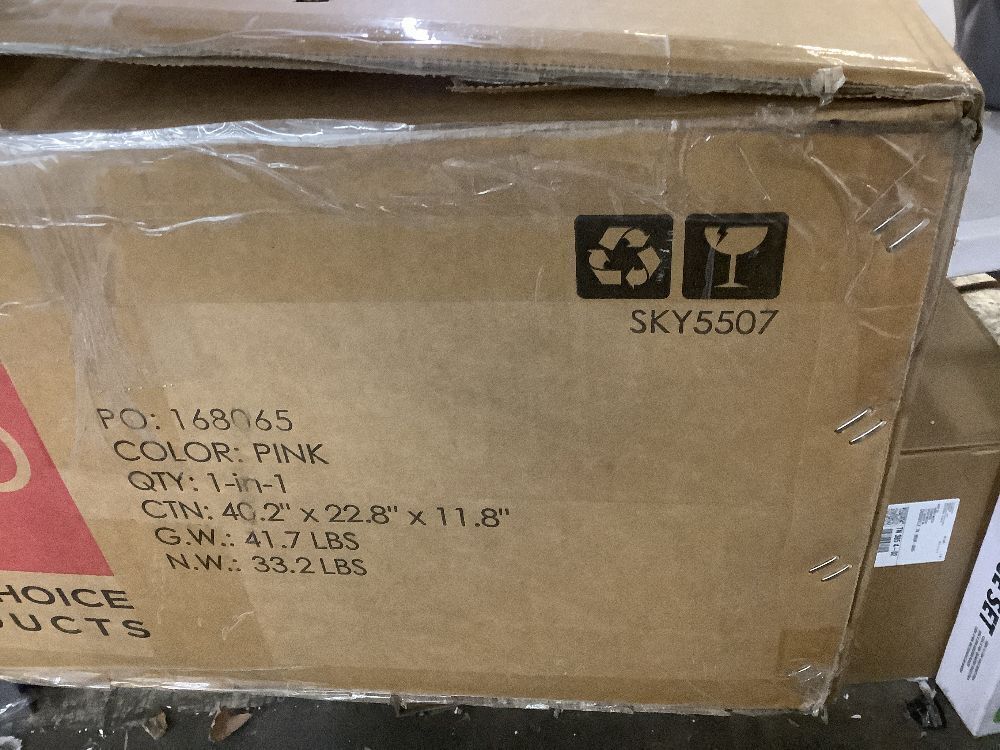 SKY5507
PO: 168065
COLOR: PINK
QTY: 1-in-1
CTN: 40.2" x 22.8" x 11.8"
G.W.: 41.7 LBS
N.W.: 33.2 LBS
HOICE
UCTS
SET